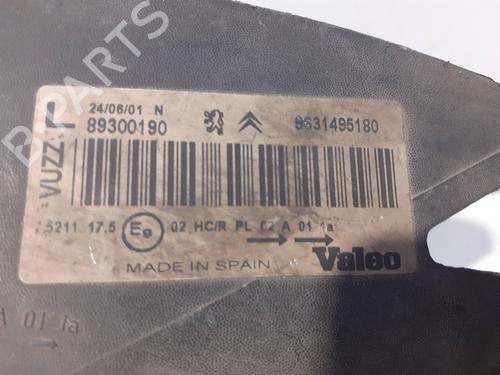 24/06/01 N
89300190
9631495180
VUZZ:T
5211 17.5 E9 02 HC/R PL 02 A 01 1a
MADE IN SPAIN
Valeo
01 1a
B-PARTS